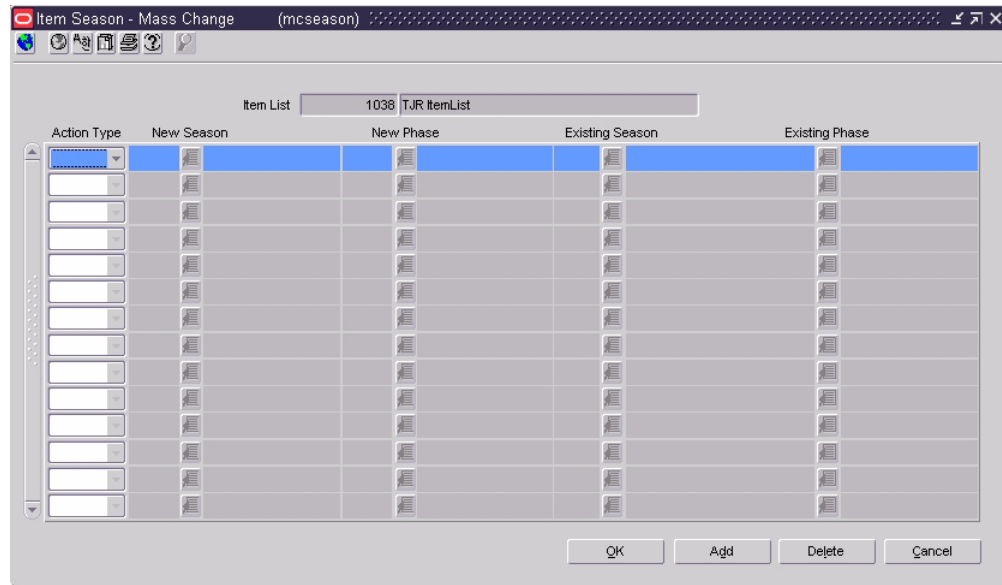 Item Season - Mass Change (mcseason)
Item List 1038 TJR ItemList
Action Type New Season New Phase Existing Season Existing Phase
OK Add Delete Cancel